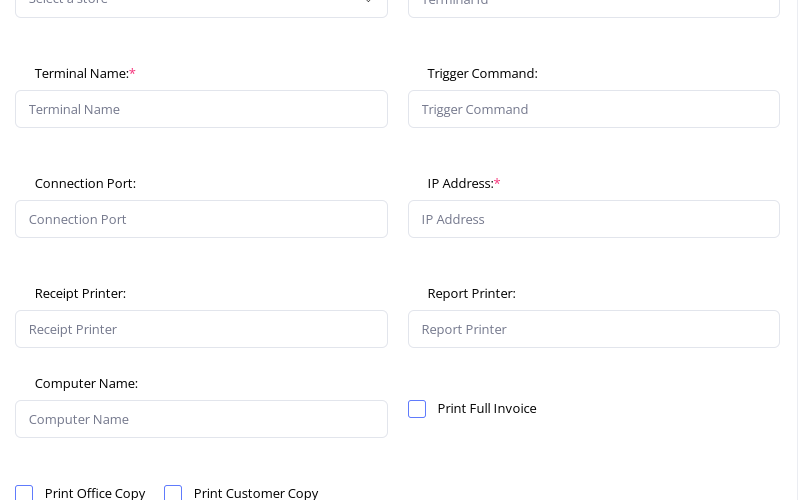 Select a store
Terminal Id
Terminal Name:*
Trigger Command:
Terminal Name
Trigger Command
Connection Port:
IP Address:*
Connection Port
IP Address
Receipt Printer:
Report Printer:
Receipt Printer
Report Printer
Computer Name:
Computer Name
Print Full Invoice
Print Office Copy
Print Customer Copy